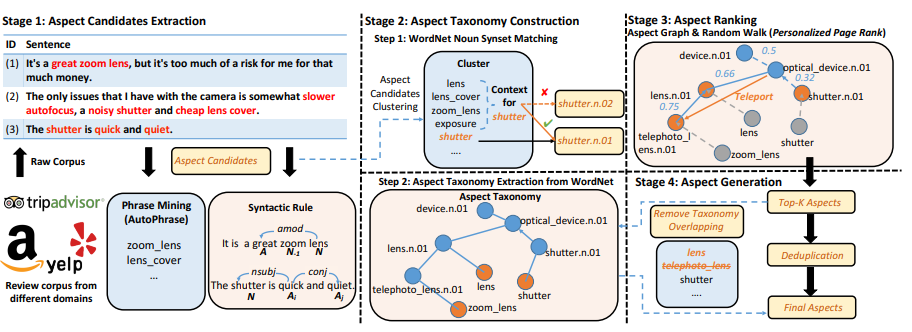 Stage 1: Aspect Candidates Extraction
ID Sentence
(1) It's a great zoom lens, but it's too much of a risk for me for that
much money.
(2) The only issues that I have with the camera is somewhat slower
autofocus, a noisy shutter and cheap lens cover.
(3) The shutter is quick and quiet.
Raw Corpus
Aspect Candidates
tripadvisor
a
yelp
Review corpus from
different domains
Phrase Mining
(AutoPhrase)
zoom_lens
lens_cover
...
Syntactic Rule
amod
It is a great zoom lens
A N-1 N
nsubj conj
The shutter is quick and quiet.
N Ai Aj
Stage 2: Aspect Taxonomy Construction
Step 1: WordNet Noun Synset Matching
Aspect
Candidates
Clustering
Cluster
lens
lens_cover
zoom_lens
exposure
shutter
....
Context
for
shutter
shutter.n.02
shutter.n.01
Step 2: Aspect Taxonomy Extraction from WordNet
Aspect Taxonomy
device.n.01
optical_device.n.01
lens.n.01
shutter.n.01
telephoto_lens.n.01
lens
shutter
zoom_lens
Stage 3: Aspect Ranking
Aspect Graph & Random Walk (Personalized Page Rank)
device.n.01
0.5
optical_device.n.01
0.66
0.32
lens.n.01
Teleport
shutter.n.01
0.75
telephoto_l
ens.n.01
lens
shutter
zoom_lens
Stage 4: Aspect Generation
Top-K Aspects
Remove Taxonomy
Overlapping
lens
telephoto_lens
shutter
....
Deduplication
Final Aspects